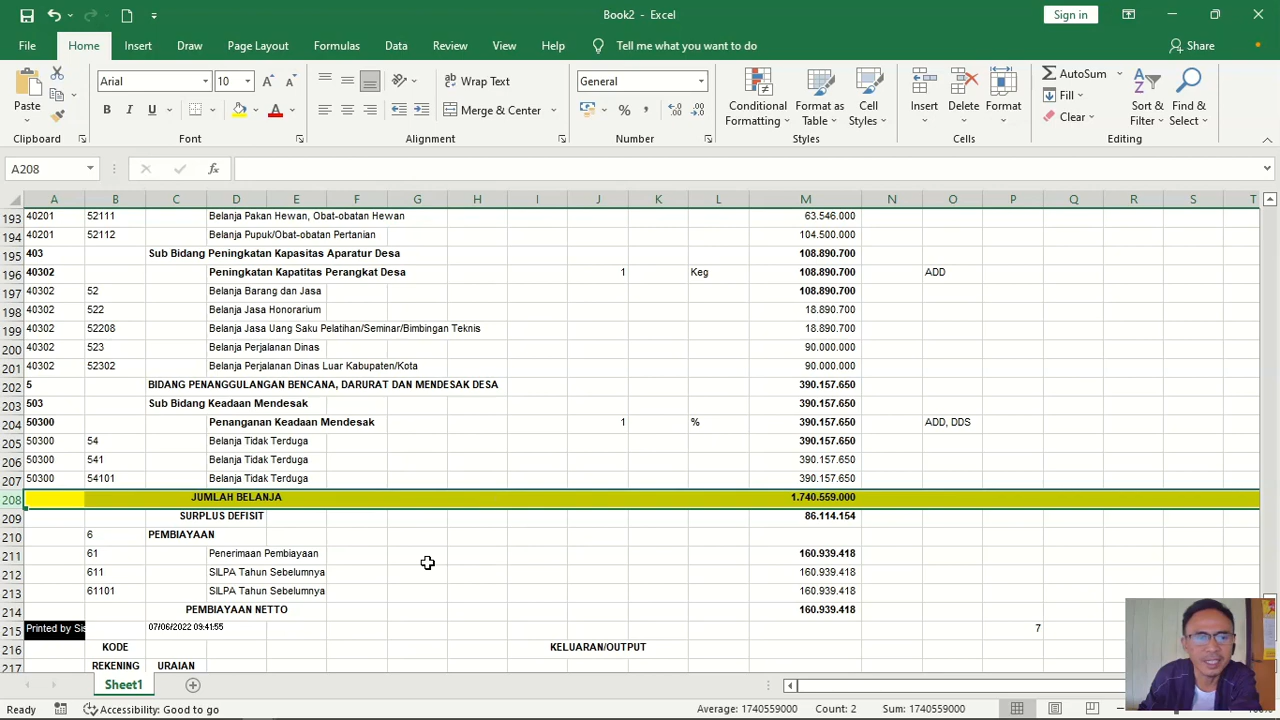 Book2 - Excel
Sign in
File Home Insert Draw Page Layout Formulas Data Review View Help Tell me what you want to do Share
Paste
Arial 10
Wrap Text
General
AutoSum
Fill
Clear
B I U
Merge & Center
Conditional Formatting
Format as Table
Cell Styles
Insert Delete Format
Sort & Filter
Find & Select
Clipboard Font Alignment Number Styles Cells Editing
A208 fx
A B C D E F G H I J K L M N O P Q R S T
193 40201 52111 Belanja Pakan Hewan, Obat-obatan Hewan 63.546.000
194 40201 52112 Belanja Pupuk/Obat-obatan Pertanian 104.500.000
195 403 Sub Bidang Peningkatan Kapasitas Aparatur Desa 108.890.700
196 40302 Peningkatan Kapatitas Perangkat Desa 1 Keg 108.890.700 ADD
197 40302 52 Belanja Barang dan Jasa 108.890.700
198 40302 522 Belanja Jasa Honorarium 18.890.700
199 40302 52208 Belanja Jasa Uang Saku Pelatihan/Seminar/Bimbingan Teknis 18.890.700
200 40302 523 Belanja Perjalanan Dinas 90.000.000
201 40302 52302 Belanja Perjalanan Dinas Luar Kabupaten/Kota 90.000.000
202 5 BIDANG PENANGGULANGAN BENCANA, DARURAT DAN MENDESAK DESA 390.157.650
203 503 Sub Bidang Keadaan Mendesak 390.157.650
204 50300 Penanganan Keadaan Mendesak 1 % 390.157.650 ADD, DDS
205 50300 54 Belanja Tidak Terduga 390.157.650
206 50300 541 Belanja Tidak Terduga 390.157.650
207 50300 54101 Belanja Tidak Terduga 390.157.650
208 JUMLAH BELANJA 1.740.559.000
209 SURPLUS DEFISIT 86.114.154
210 6 PEMBIAYAAN
211 61 Penerimaan Pembiayaan 160.939.418
212 611 SILPA Tahun Sebelumnya 160.939.418
213 61101 SILPA Tahun Sebelumnya 160.939.418
214 PEMBIAYAAN NETTO 160.939.418
215 Printed by Sis 07/06/2022 09:41:55 7
216 KODE KELUARAN/OUTPUT
217 REKENING URAIAN
Sheet1
Ready Accessibility: Good to go Average: 1740559000 Count: 2 Sum: 1740559000